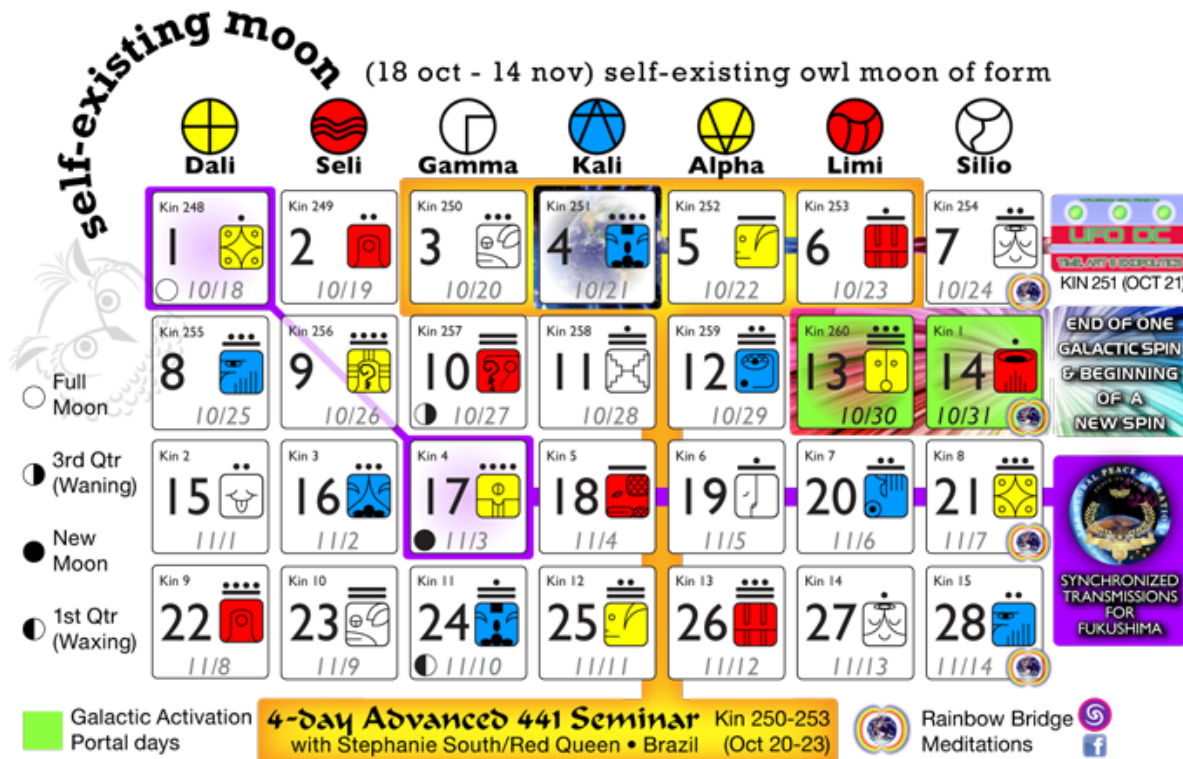 self-existing moon
(18 oct - 14 nov) self-existing owl moon of form
Dali Seli Gamma Kali Alpha Limi Silio
Kin 248 Kin 249 Kin 250 Kin 251 Kin 252 Kin 253 Kin 254
1 2 3 4 5 6 7
10/18 10/19 10/20 10/21 10/22 10/23 10/24
UFO DC
TIME, ART & EXOPOLITICS
KIN 251 (OCT 21)
Kin 255 Kin 256 Kin 257 Kin 258 Kin 259 Kin 260 Kin 1
8 9 10 11 12 13 14
10/25 10/26 10/27 10/28 10/29 10/30 10/31
END OF ONE
GALACTIC SPIN
& BEGINNING
OF A
NEW SPIN
Full
Moon
3rd Qtr
(Waning)
New
Moon
1st Qtr
(Waxing)
Kin 2 Kin 3 Kin 4 Kin 5 Kin 6 Kin 7 Kin 8
15 16 17 18 19 20 21
11/1 11/2 11/3 11/4 11/5 11/6 11/7
SYNCHRONIZED
TRANSMISSIONS
FOR
FUKUSHIMA
Kin 9 Kin 10 Kin 11 Kin 12 Kin 13 Kin 14 Kin 15
22 23 24 25 26 27 28
11/8 11/9 11/10 11/11 11/12 11/13 11/14
Galactic Activation
Portal days
4-day Advanced 441 Seminar Kin 250-253
with Stephanie South/Red Queen • Brazil (Oct 20-23)
Rainbow Bridge
Meditations
f